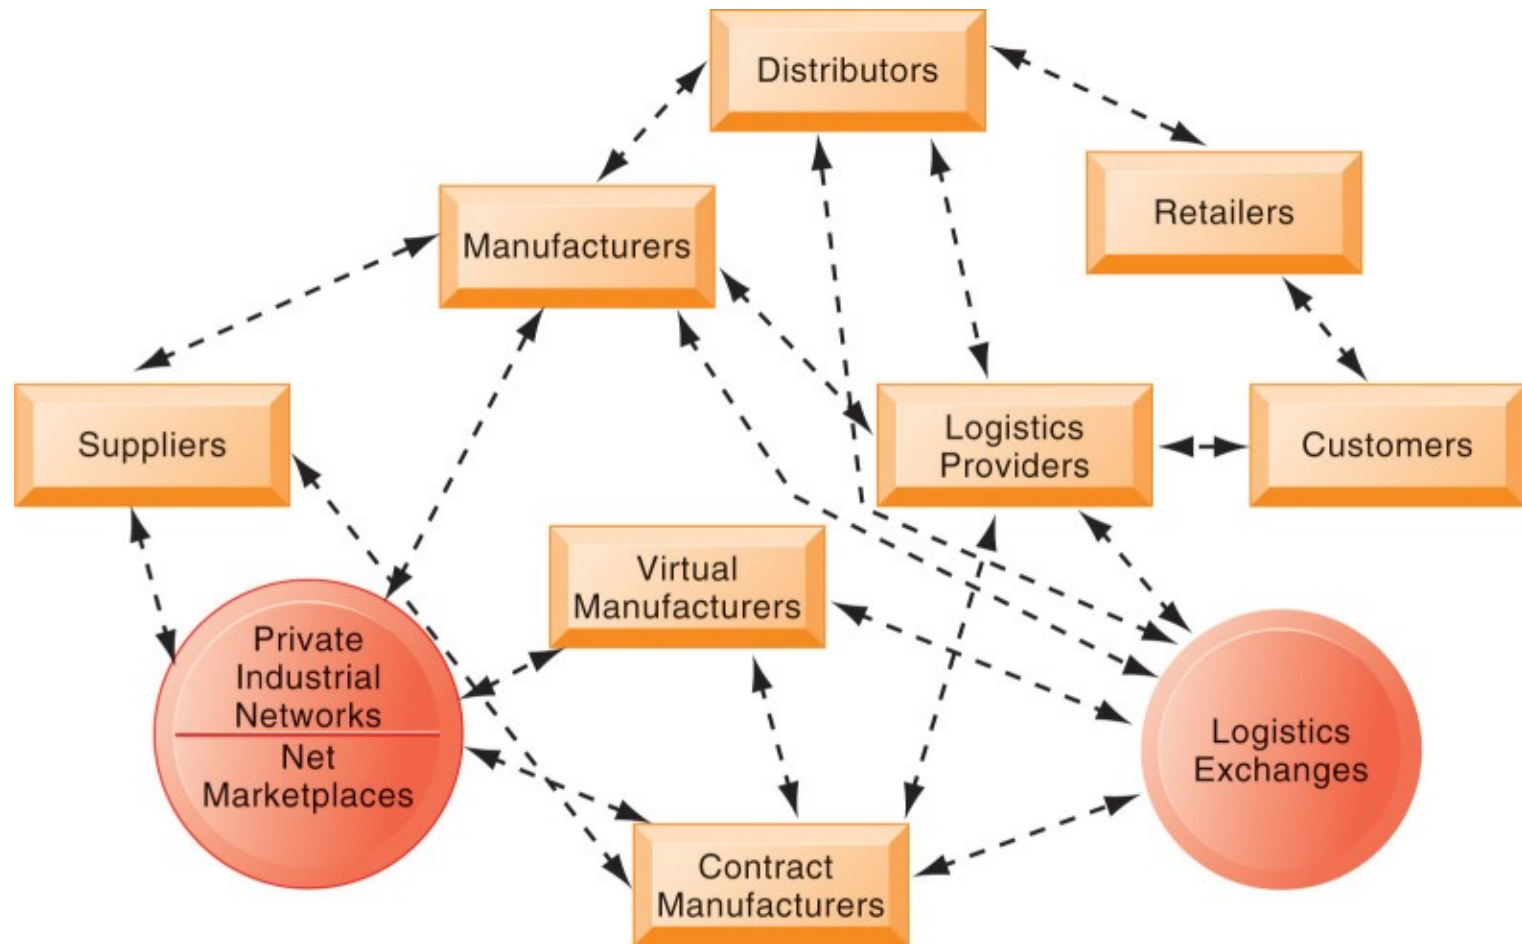 Distributors
Retailers
Manufacturers
Suppliers
Logistics
Providers
Customers
Virtual
Manufacturers
Private
Industrial
Networks
Net
Marketplaces
Logistics
Exchanges
Contract
Manufacturers